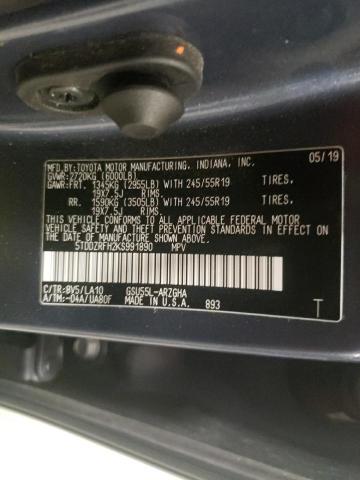 MFD.BY:TOYOTA MOTOR MANUFACTURING, INDIANA, INC. 05/19
GVWR:2720KG (6000LB)
GAWR:FRT. 1345KG (2955LB) WITH 245/55R19 TIRES,
19X7.5J RIMS,
RR. 1590KG (3505LB) WITH 245/55R19 TIRES,
19X7.5J RIMS,
THIS VEHICLE CONFORMS TO ALL APPLICABLE FEDERAL MOTOR
VEHICLE SAFETY, BUMPER, AND THEFT PREVENTION STANDARDS IN
EFFECT ON THE DATE OF MANUFACTURE SHOWN ABOVE.
5TDDZRFH2KS991890 MPV
C/TR:8V5/LA10 GSU55L-ARZGHA
A/TM:-04A/UA80F MADE IN U.S.A. 893 T